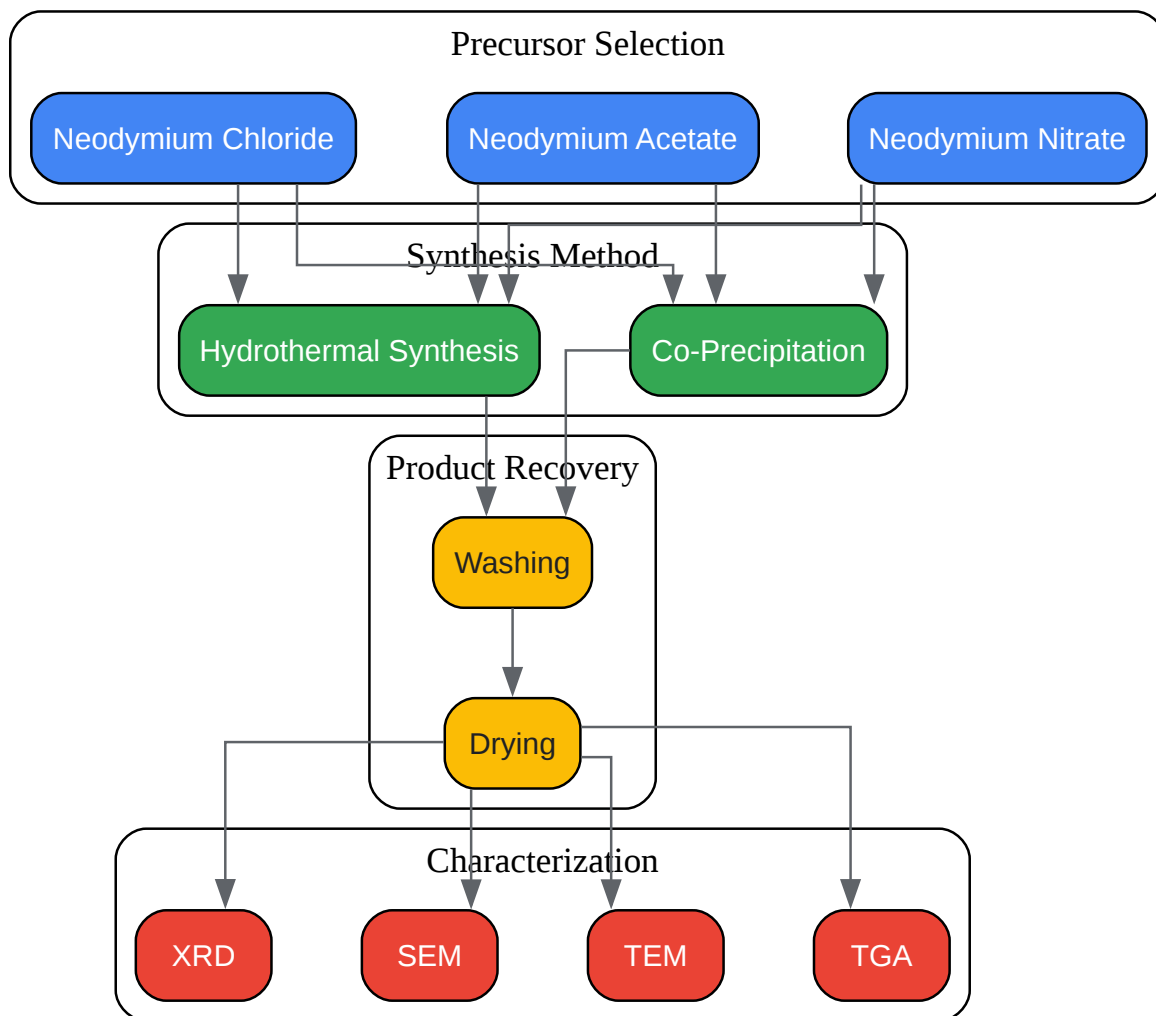 Precursor Selection
Neodymium Chloride
Neodymium Acetate
Neodymium Nitrate
Synthesis Method
Hydrothermal Synthesis
Co-Precipitation
Product Recovery
Washing
Drying
Characterization
XRD
SEM
TEM
TGA